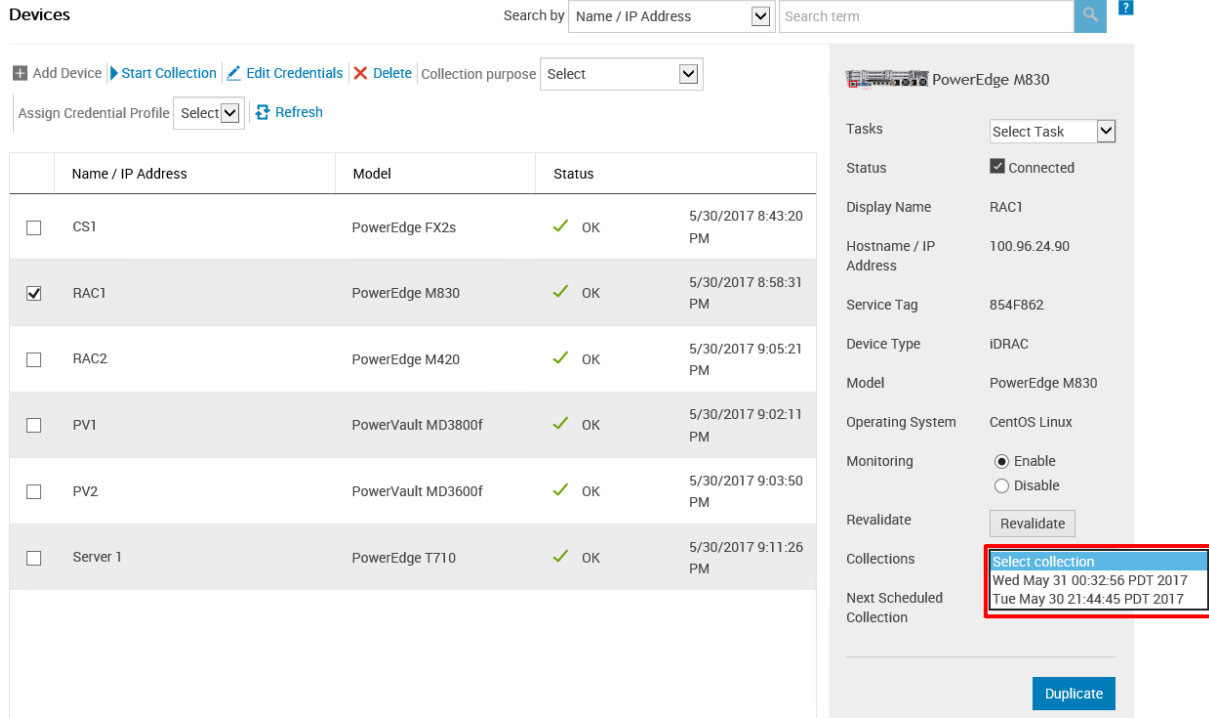 Devices
Search by Name / IP Address Search term ?
Add Device Start Collection Edit Credentials Delete Collection purpose Select
Assign Credential Profile Select Refresh
Name / IP Address Model Status
CS1 PowerEdge FX2s OK 5/30/2017 8:43:20
PM
RAC1 PowerEdge M830 OK 5/30/2017 8:58:31
PM
RAC2 PowerEdge M420 OK 5/30/2017 9:05:21
PM
PV1 PowerVault MD3800f OK 5/30/2017 9:02:11
PM
PV2 PowerVault MD3600f OK 5/30/2017 9:03:50
PM
Server 1 PowerEdge T710 OK 5/30/2017 9:11:26
PM
PowerEdge M830
Tasks Select Task
Status Connected
Display Name RAC1
Hostname / IP 100.96.24.90
Address
Service Tag 854F862
Device Type iDRAC
Model PowerEdge M830
Operating System CentOS Linux
Monitoring Enable
Disable
Revalidate Revalidate
Collections Select collection
Wed May 31 00:32:56 PDT 2017
Next Scheduled Tue May 30 21:44:45 PDT 2017
Collection
Duplicate